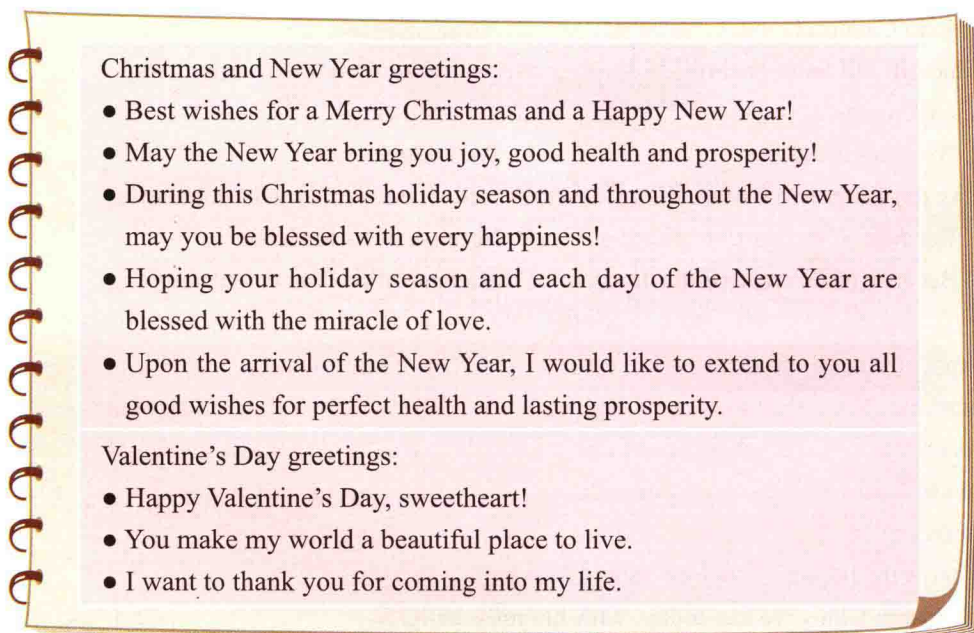 Christmas and New Year greetings:
● Best wishes for a Merry Christmas and a Happy New Year!
● May the New Year bring you joy, good health and prosperity!
● During this Christmas holiday season and throughout the New Year,
may you be blessed with every happiness!
● Hoping your holiday season and each day of the New Year are
blessed with the miracle of love.
● Upon the arrival of the New Year, I would like to extend to you all
good wishes for perfect health and lasting prosperity.
Valentine's Day greetings:
● Happy Valentine's Day, sweetheart!
● You make my world a beautiful place to live.
● I want to thank you for coming into my life.